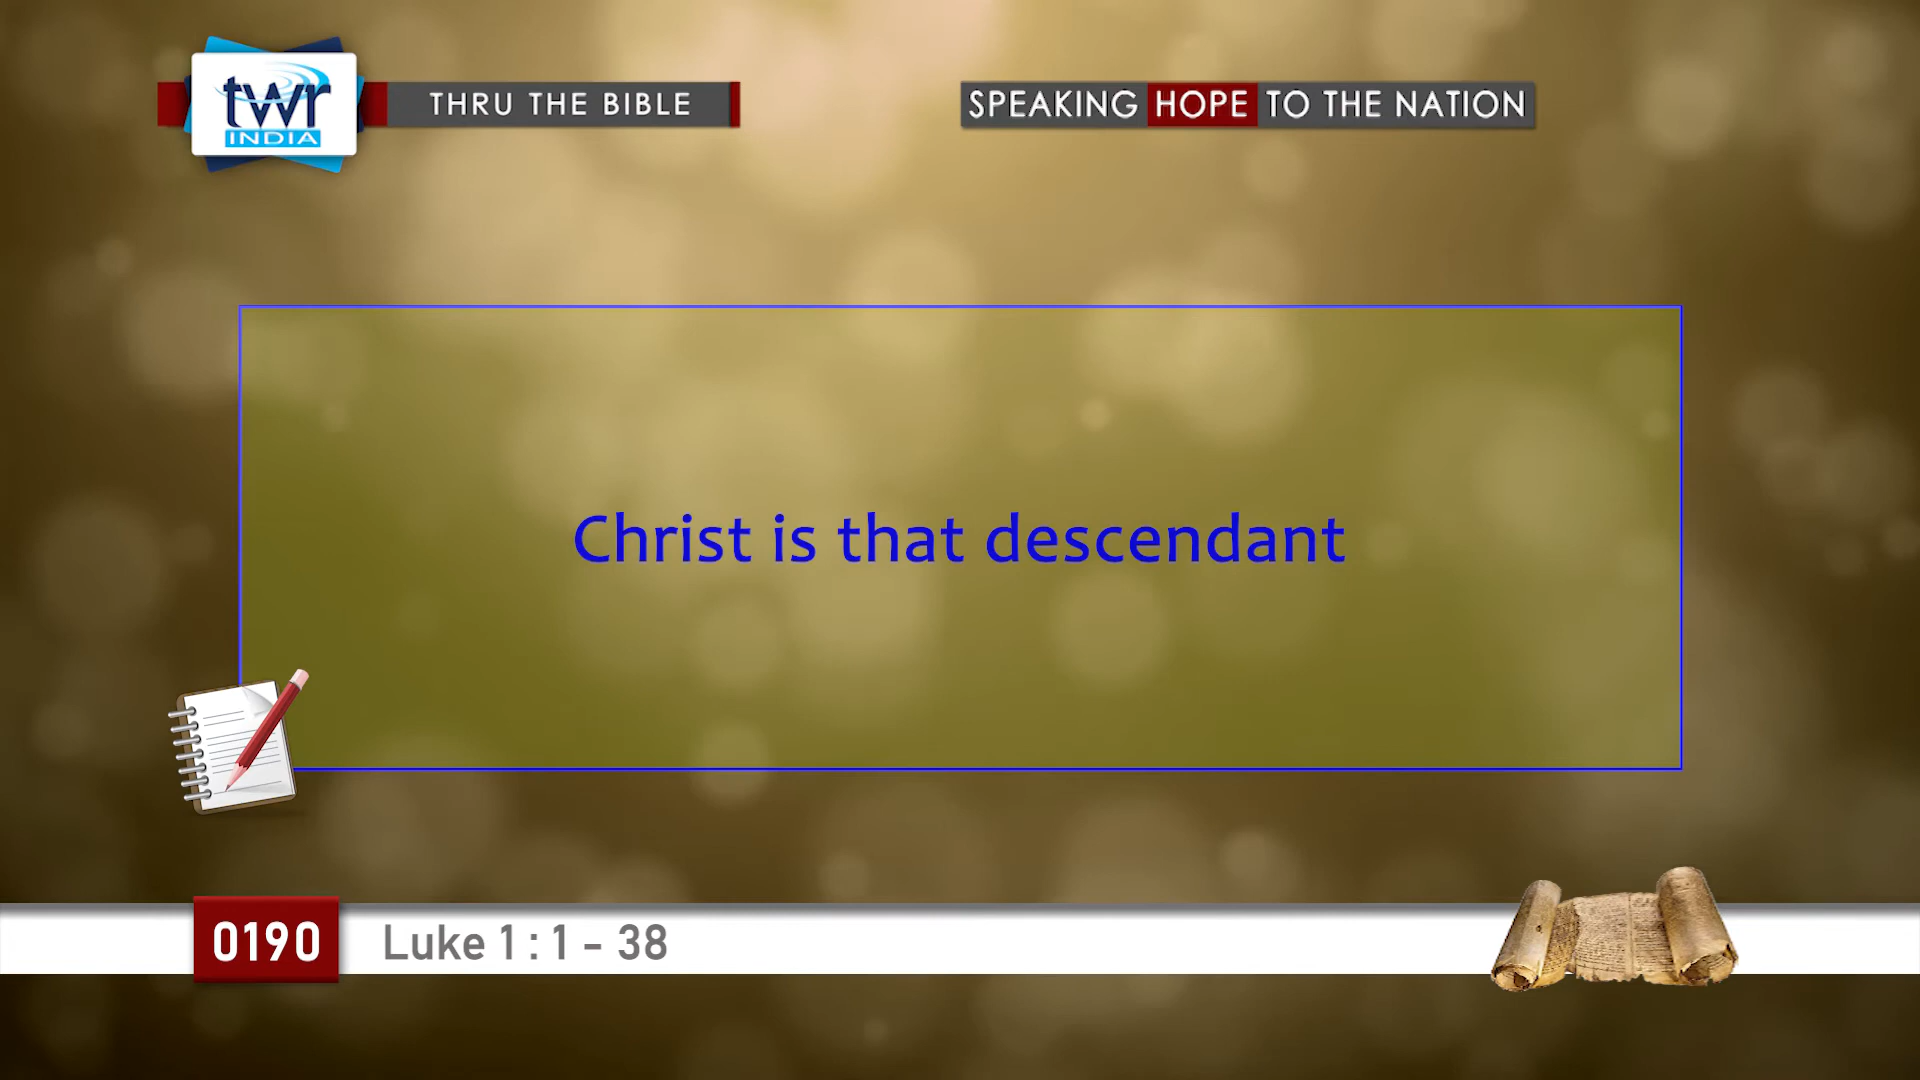 twr
INDIA
THRU THE BIBLE
SPEAKING HOPE TO THE NATION
Christ is that descendant
0190
Luke 1 : 1 - 38